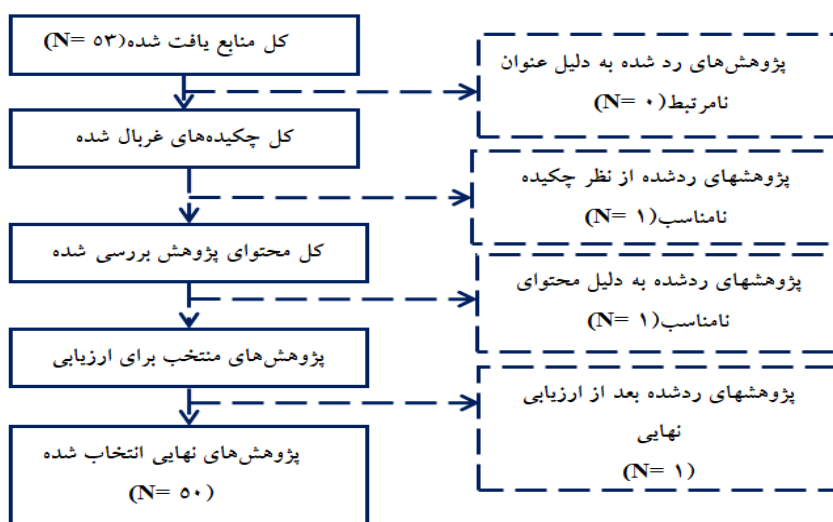 کل منابع یافت شده(N= ۵۳)
پژوهش‌های رد شده به دلیل عنوان
نامرتبط(N= ۰)
کل چکیده‌های غربال شده
پژوهشهای ردشده از نظر چکیده
نامناسب(N= ۱)
کل محتوای پژوهش بررسی شده
پژوهشهای ردشده به دلیل محتوای
نامناسب(N= ۱)
پژوهش‌های منتخب برای ارزیابی
پژوهشهای ردشده بعد از ارزیابی
نهایی
(N= ۱)
پژوهش‌های نهایی انتخاب شده
(N= ۵۰)